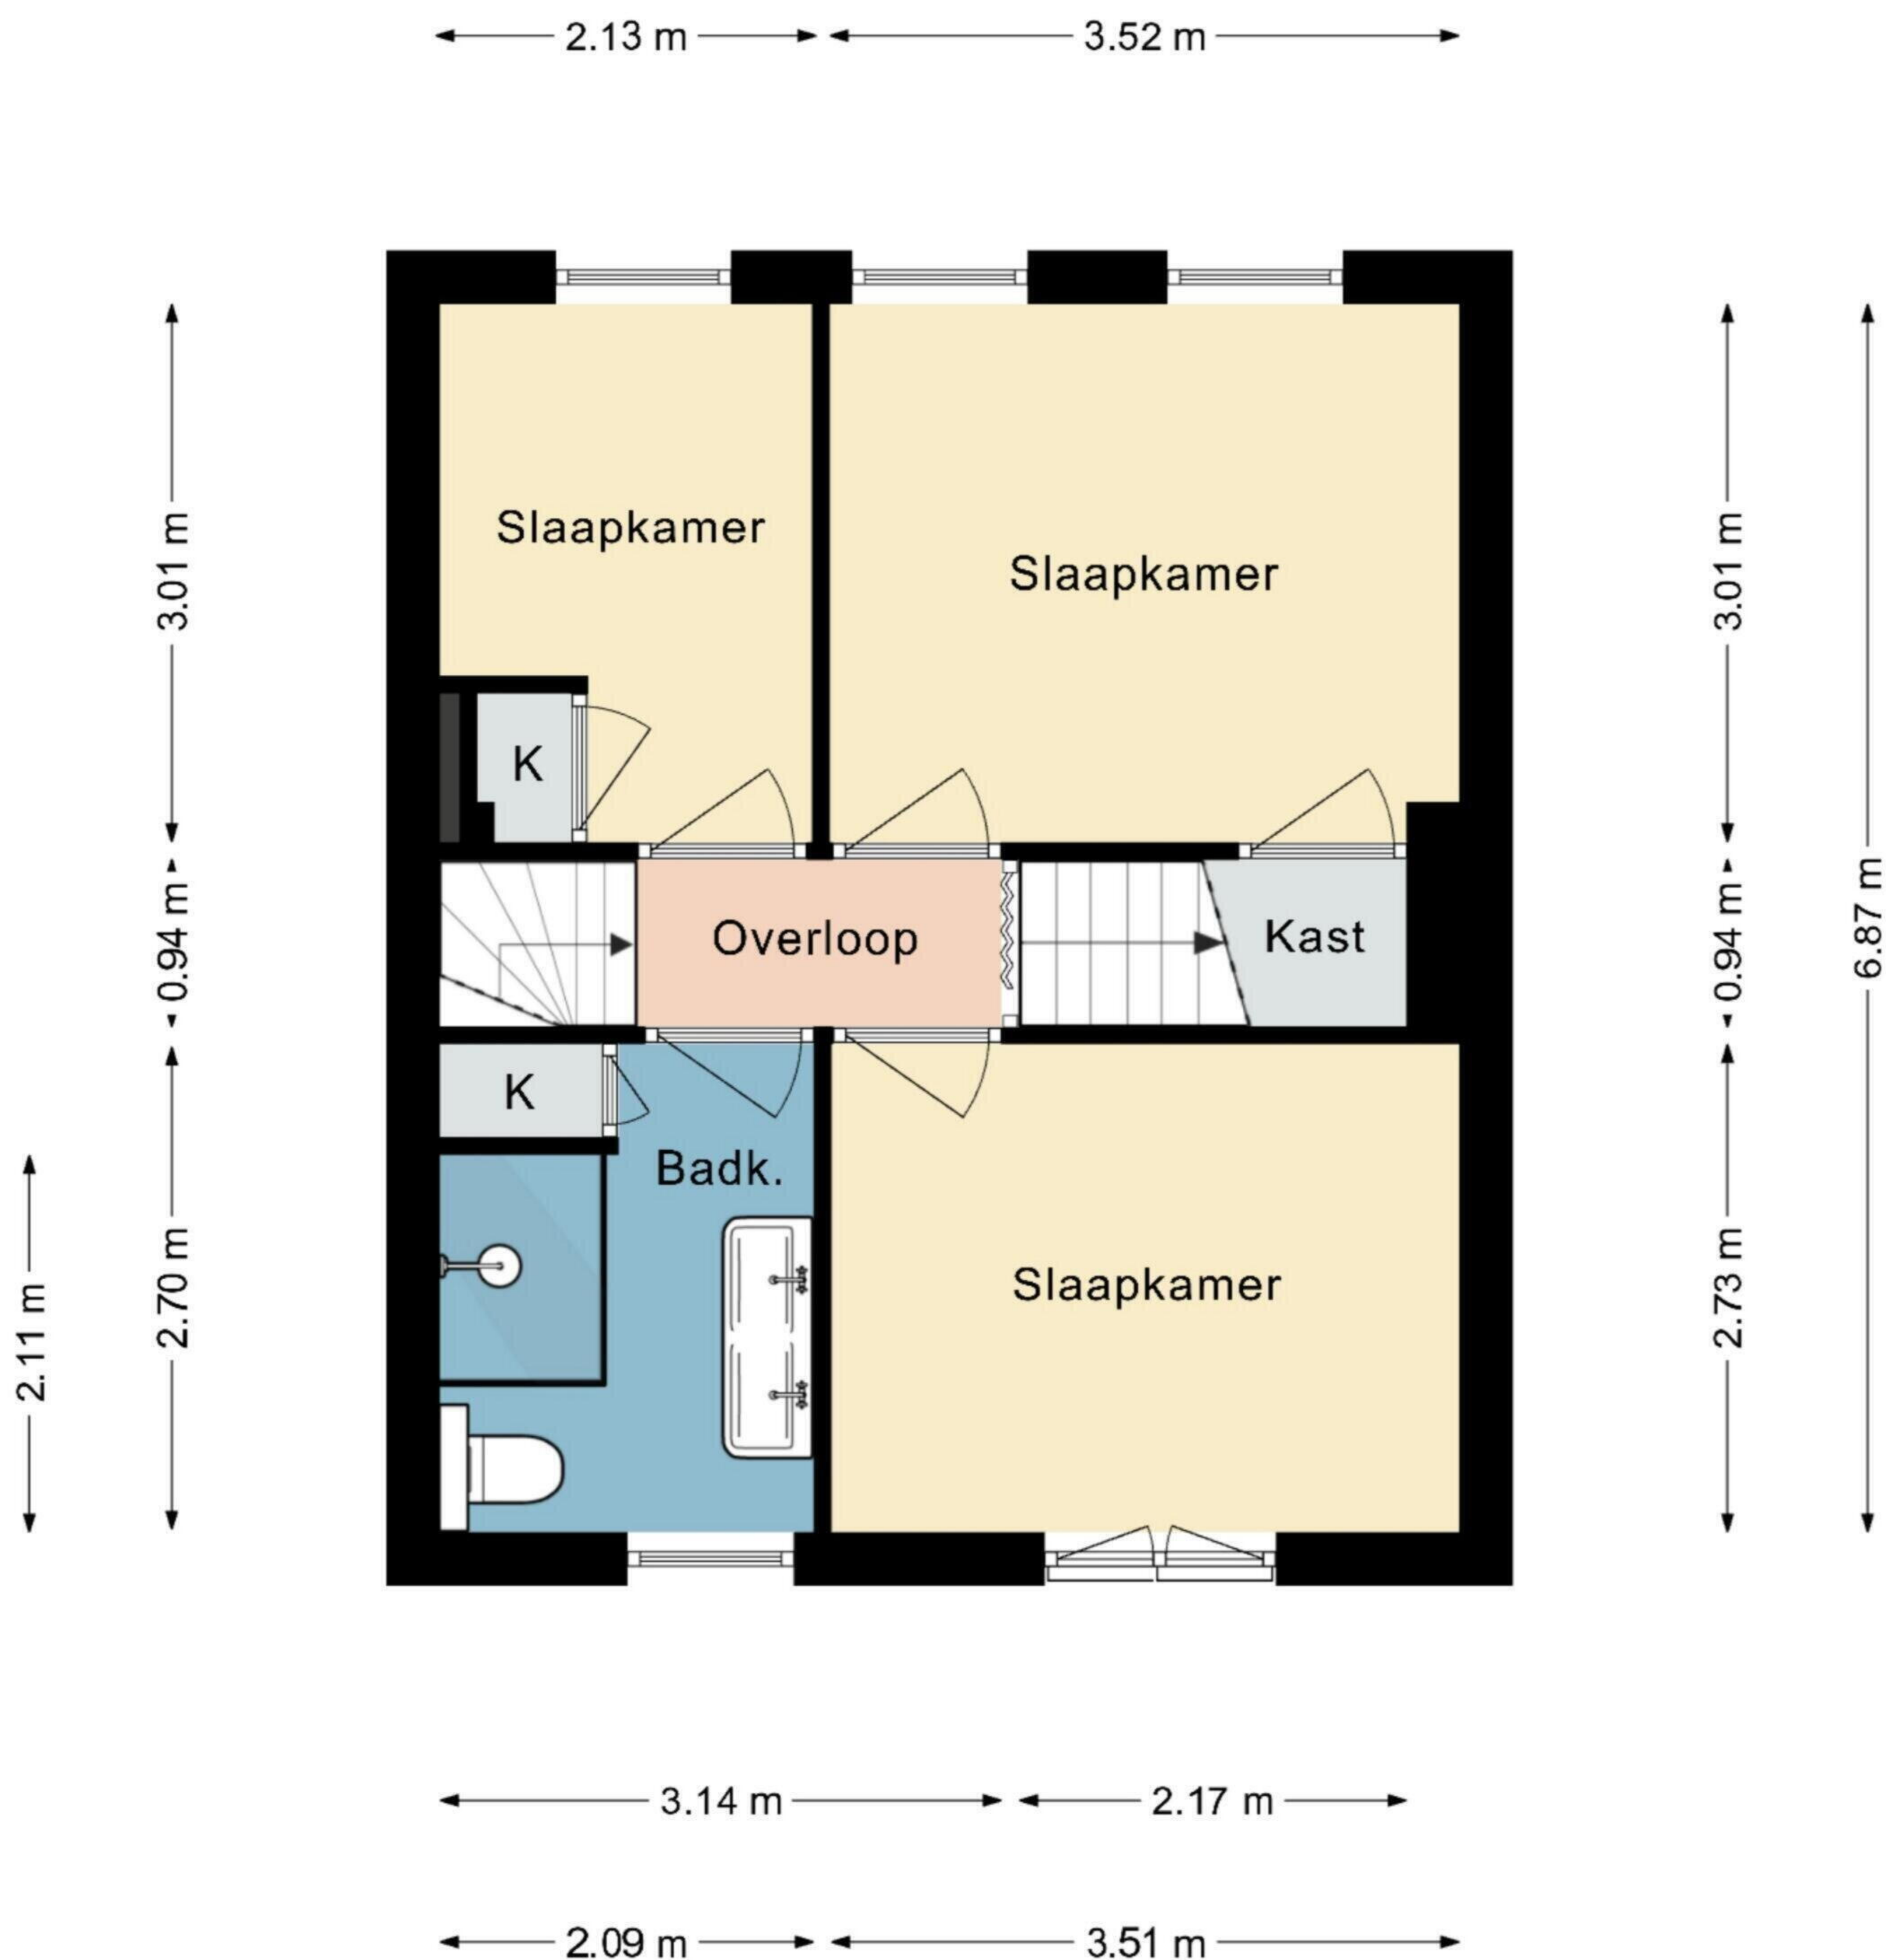 2.13 m
3.52 m
Slaapkamer
Slaapkamer
3.01 m
3.01 m
K
0.94 m
Overloop
Kast
0.94 m
6.87 m
K
Badk.
2.11 m
2.70 m
Slaapkamer
2.73 m
3.14 m
2.17 m
2.09 m
3.51 m